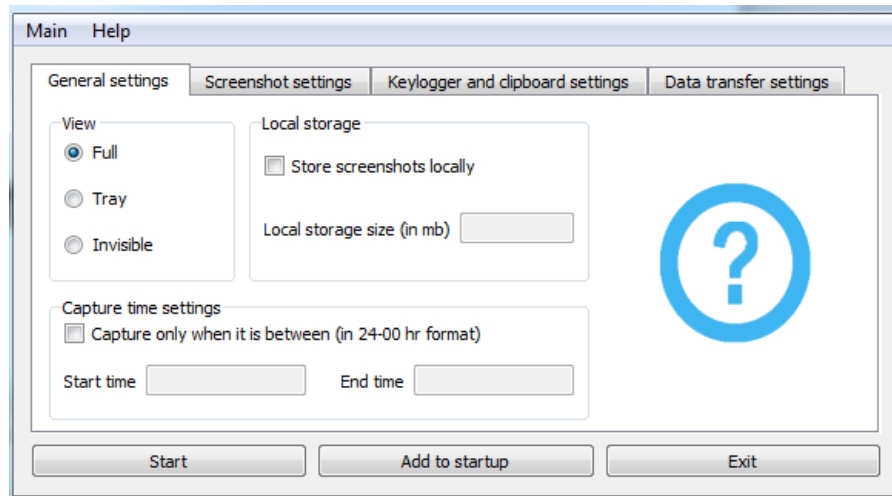 Main Help
General settings Screenshot settings Keylogger and clipboard settings Data transfer settings
View
Full
Tray
Invisible
Local storage
Store screenshots locally
Local storage size (in mb)
Capture time settings
Capture only when it is between (in 24-00 hr format)
Start time End time
?
Start Add to startup Exit